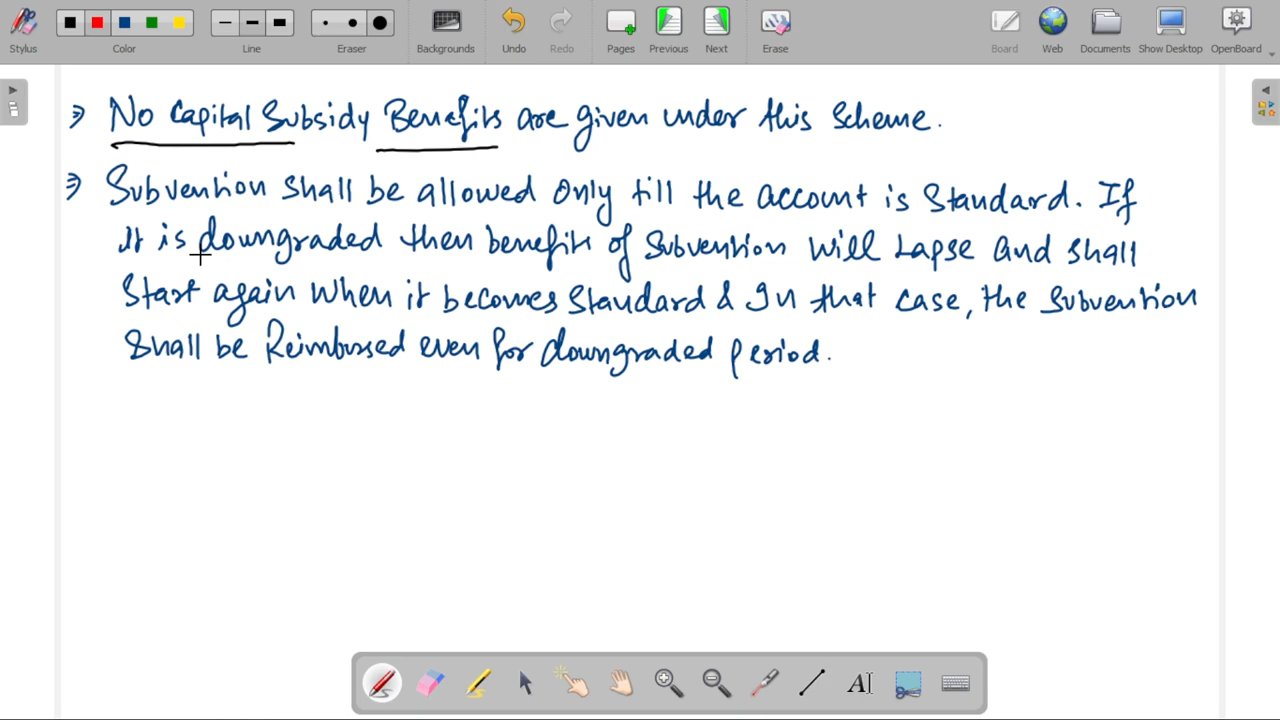 Stylus Color Line Eraser Backgrounds Undo Redo Pages Previous Next Erase Board Web Documents Show Desktop OpenBoard
⇒ No Capital Subsidy Benefits are given under this Scheme.
⇒ Subvention shall be allowed only till the account is Standard. If
it is downgraded then benefits of Subvention will Lapse and shall
Start again when it becomes Standard & In that case, the Subvention
Shall be Reimbursed even for downgraded period.